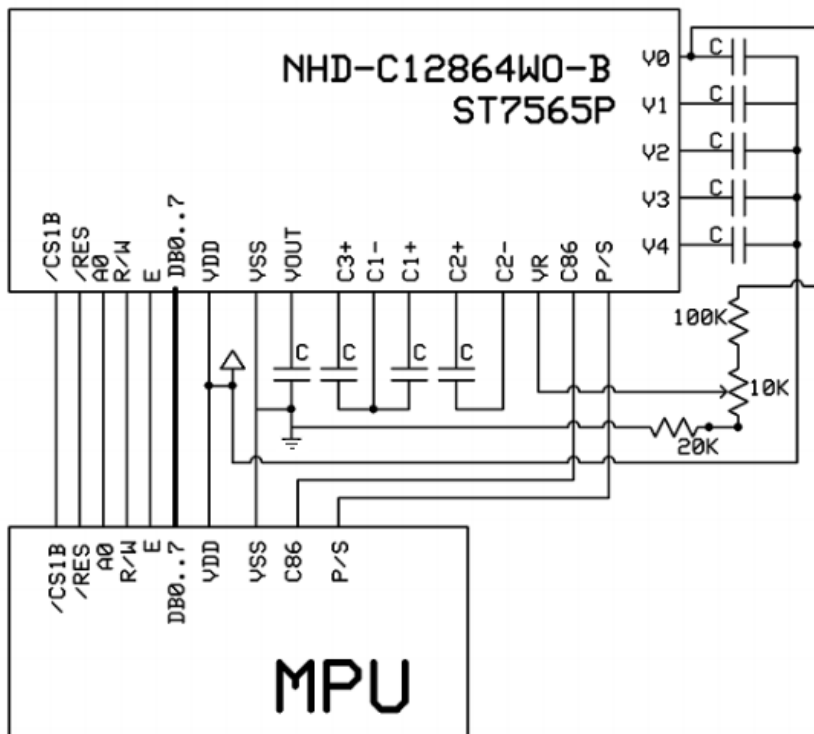 NHD-C12864WO-B
ST7565P
V0
C
V1
C
V2
C
V3
C
V4
C
/CS1B
/RES
A0
R/W
E
DB0..7
VDD
VSS
VOUT
C3+
C1-
C1+
C2+
C2-
VR
C86
P/S
C
C
C
C
100K
10K
20K
/CS1B
/RES
A0
R/W
E
DB0..7
VDD
VSS
C86
P/S
MPU